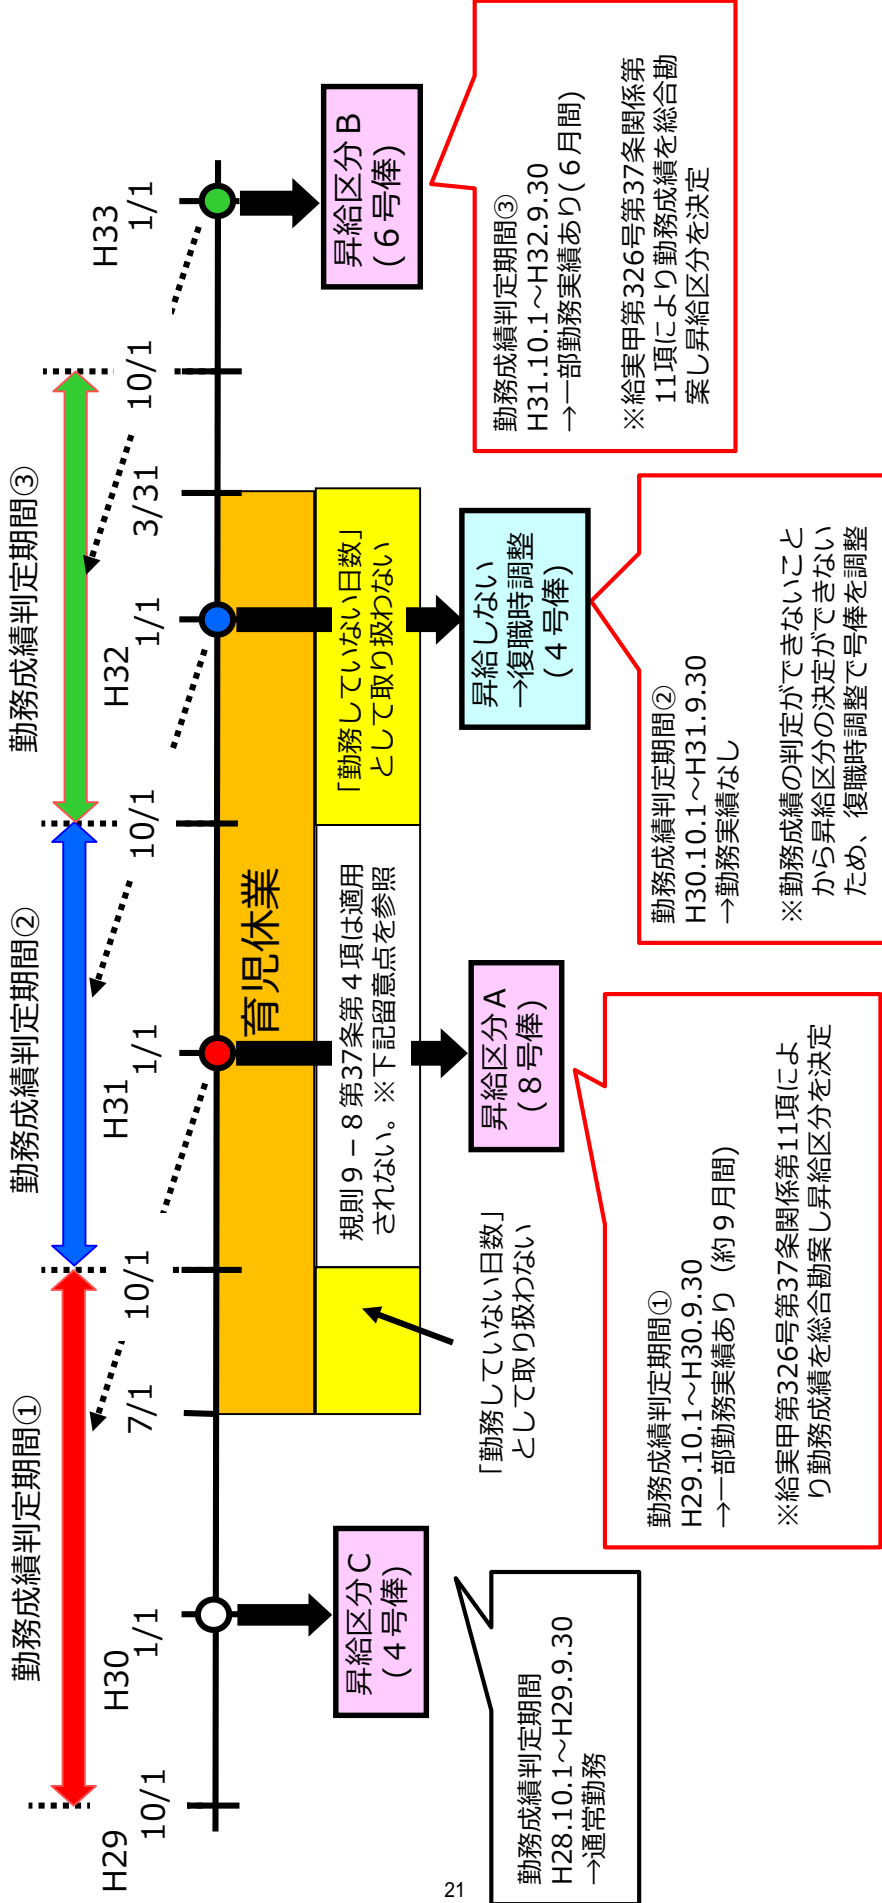 勤務成績判定期間①
勤務成績判定期間②
勤務成績判定期間③
H29
10/1
H30
1/1
7/1
10/1
H31
1/1
10/1
H32
1/1
3/31
10/1
H33
1/1
育児休業
「勤務していない日数」
として取り扱わない
規則９－８第37条第４項は適用
されない。※下記留意点を参照
「勤務していない日数」
として取り扱わない
昇給区分Ｃ
（４号俸）
昇給区分Ａ
（８号俸）
昇給しない
→復職時調整
（４号俸）
昇給区分Ｂ
（６号俸）
勤務成績判定期間
H28.10.1～H29.9.30
→通常勤務
勤務成績判定期間①
H29.10.1～H30.9.30
→一部勤務実績あり（約９月間）
※給実甲第326号第37条関係第11項によ
り勤務成績を総合勘案し昇給区分を決定
勤務成績判定期間②
H30.10.1～H31.9.30
→勤務実績なし
※勤務成績の判定ができないこと
から昇給区分の決定ができない
ため、復職時調整で号俸を調整
勤務成績判定期間③
H31.10.1～H32.9.30
→一部勤務実績あり(６月間)
※給実甲第326号第37条関係第
11項により勤務成績を総合勘
案し昇給区分を決定
21